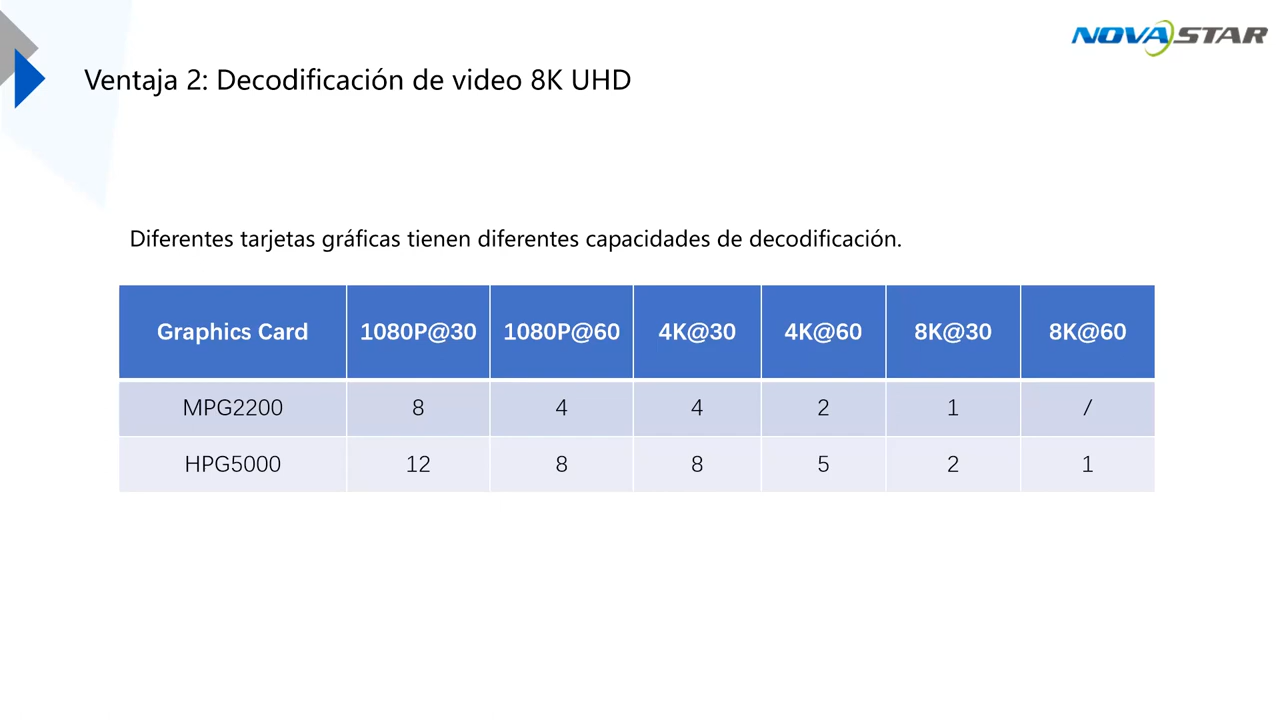 NOVASTAR
Ventaja 2: Decodificación de video 8K UHD
Diferentes tarjetas gráficas tienen diferentes capacidades de decodificación.
Graphics Card 1080P@30 1080P@60 4K@30 4K@60 8K@30 8K@60
MPG2200 8 4 4 2 1 /
HPG5000 12 8 8 5 2 1